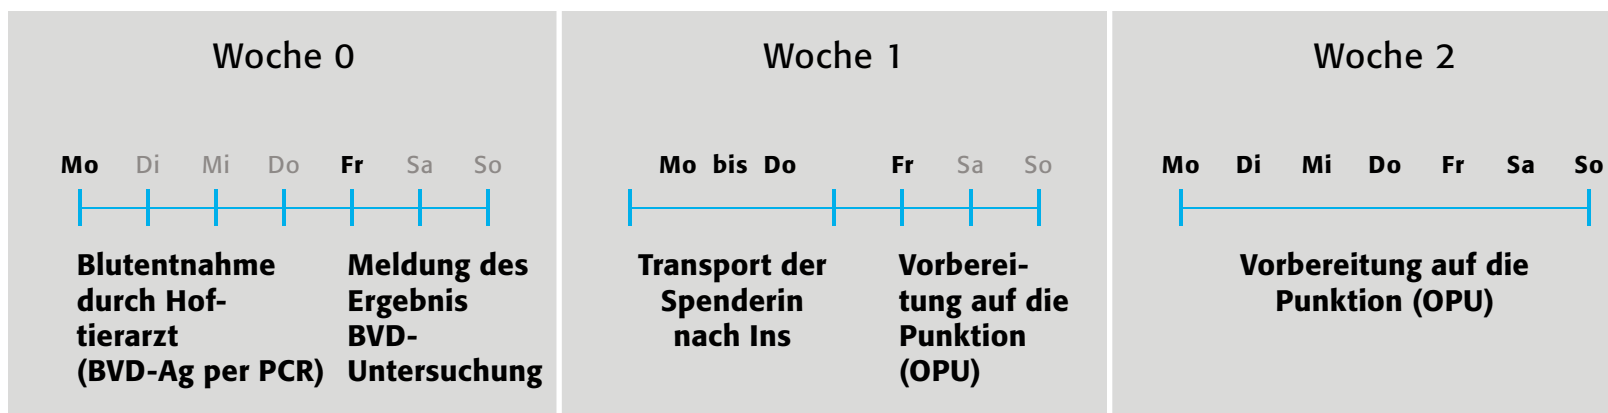 Woche 0
Mo Di Mi Do Fr Sa So
Blutentnahme
durch Hof-
tierarzt
(BVD-Ag per PCR)
Meldung des
Ergebnis
BVD-
Untersuchung
Woche 1
Mo bis Do Fr Sa So
Transport der
Spenderin
nach Ins
Vorberei-
tung auf die
Punktion
(OPU)
Woche 2
Mo Di Mi Do Fr Sa So
Vorbereitung auf die
Punktion (OPU)